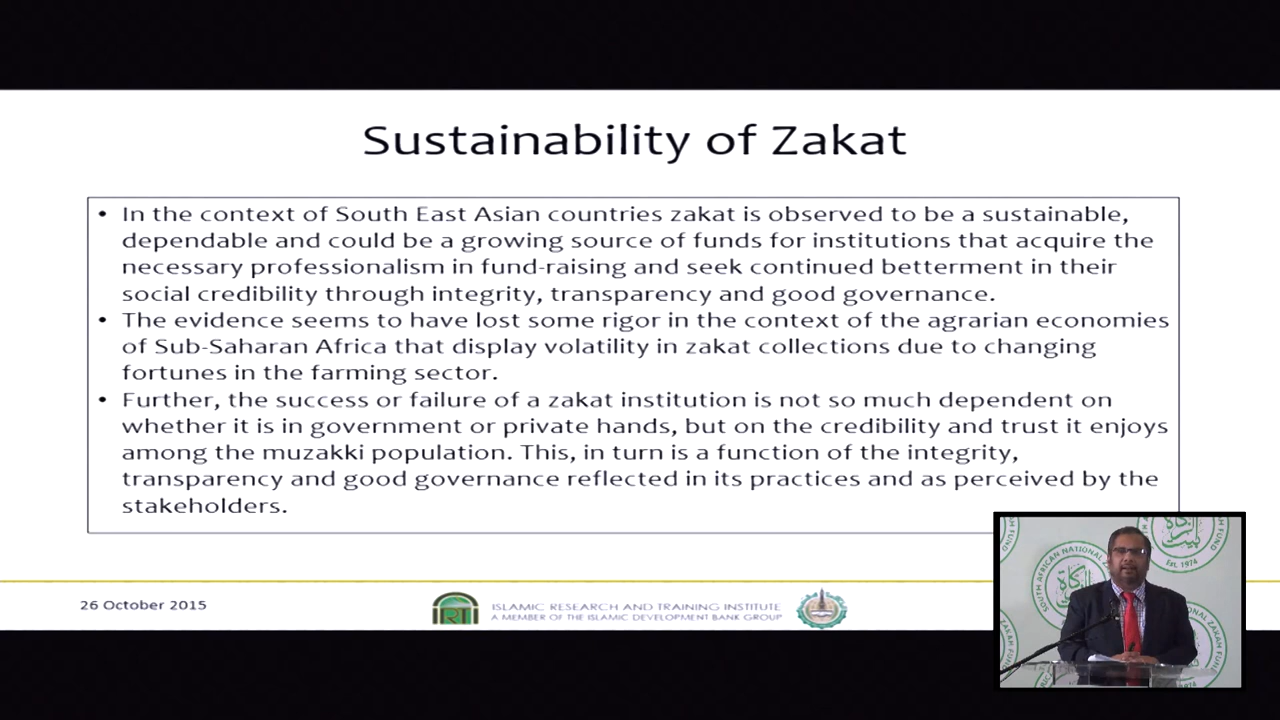 Sustainability of Zakat
• In the context of South East Asian countries zakat is observed to be a sustainable,
dependable and could be a growing source of funds for institutions that acquire the
necessary professionalism in fund-raising and seek continued betterment in their
social credibility through integrity, transparency and good governance.
• The evidence seems to have lost some rigor in the context of the agrarian economies
of Sub-Saharan Africa that display volatility in zakat collections due to changing
fortunes in the farming sector.
• Further, the success or failure of a zakat institution is not so much dependent on
whether it is in government or private hands, but on the credibility and trust it enjoys
among the muzakki population. This, in turn is a function of the integrity,
transparency and good governance reflected in its practices and as perceived by the
stakeholders.
26 October 2015
IRTI
ISLAMIC RESEARCH AND TRAINING INSTITUTE
A MEMBER OF THE ISLAMIC DEVELOPMENT BANK GROUP
Est. 1974
SOUTH AFRICAN NATIONAL
1974